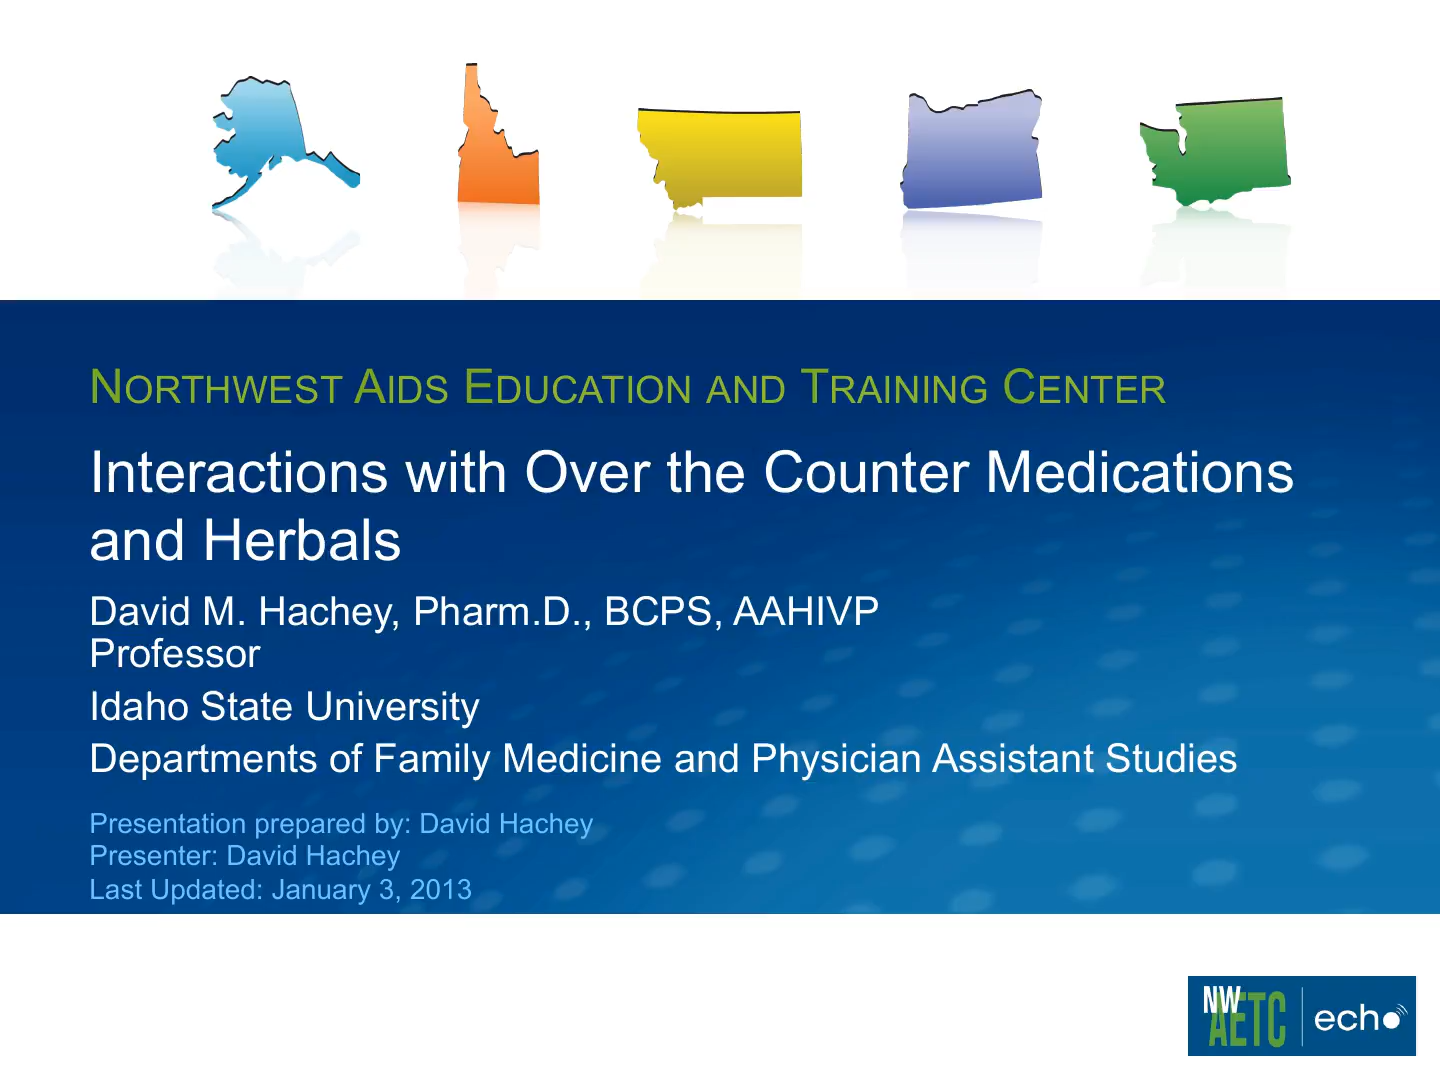 Northwest Aids Education and Training Center
Interactions with Over the Counter Medications
and Herbals
David M. Hachey, Pharm.D., BCPS, AAHIVP
Professor
Idaho State University
Departments of Family Medicine and Physician Assistant Studies
Presentation prepared by: David Hachey
Presenter: David Hachey
Last Updated: January 3, 2013
NW
AETC
echo